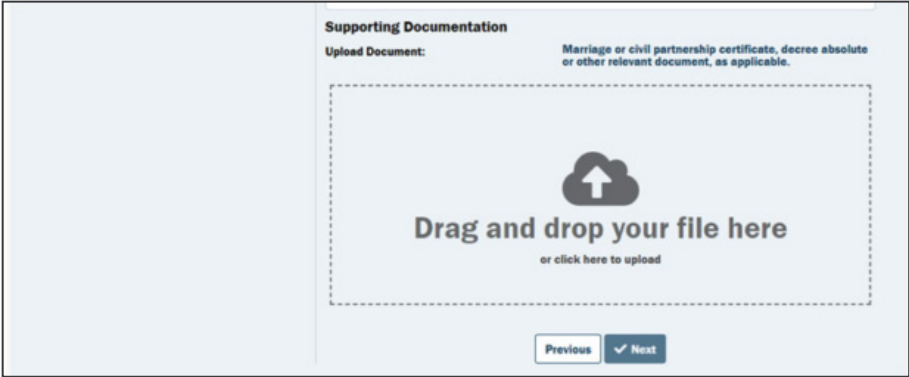 Supporting Documentation
Upload Document:
Marriage or civil partnership certificate, decree absolute
or other relevant document, as applicable.
Drag and drop your file here
or click here to upload
Previous
Next